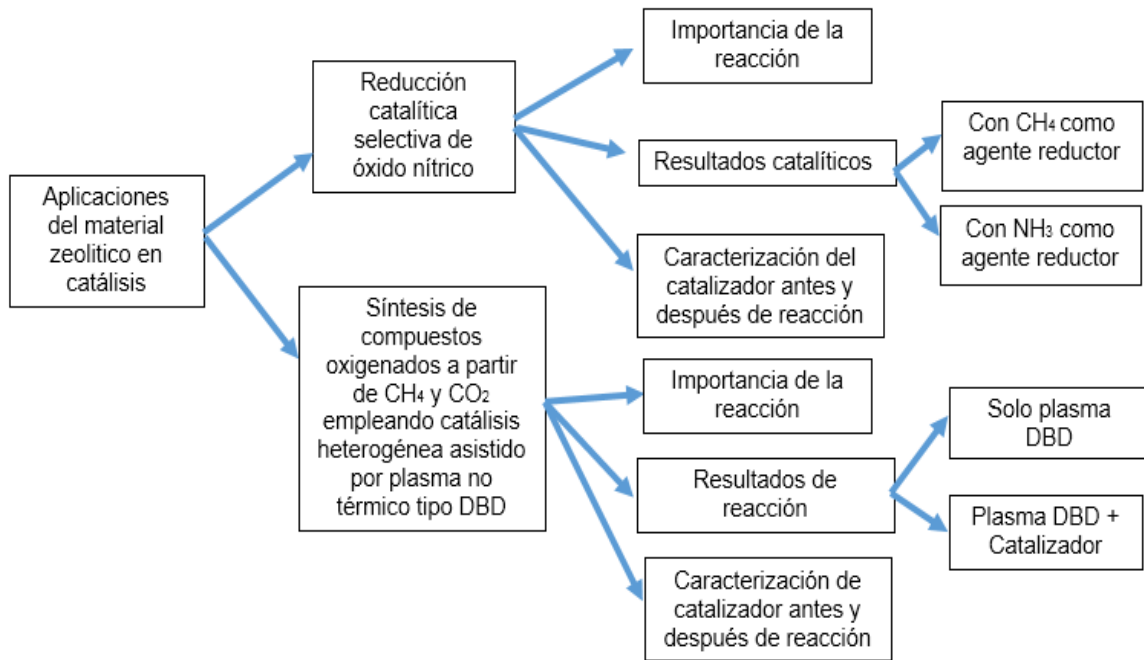 Aplicaciones
del material
zeolitico en
catálisis
Reducción
catalítica
selectiva de
óxido nítrico
Importancia de la
reacción
Resultados catalíticos
Con CH₄ como
agente reductor
Con NH₃ como
agente reductor
Caracterización del
catalizador antes y
después de reacción
Síntesis de
compuestos
oxigenados a partir
de CH₄ y CO₂
empleando catálisis
heterogénea asistido
por plasma no
térmico tipo DBD
Importancia de la
reacción
Resultados de
reacción
Solo plasma
DBD
Plasma DBD +
Catalizador
Caracterización de
catalizador antes y
después de reacción